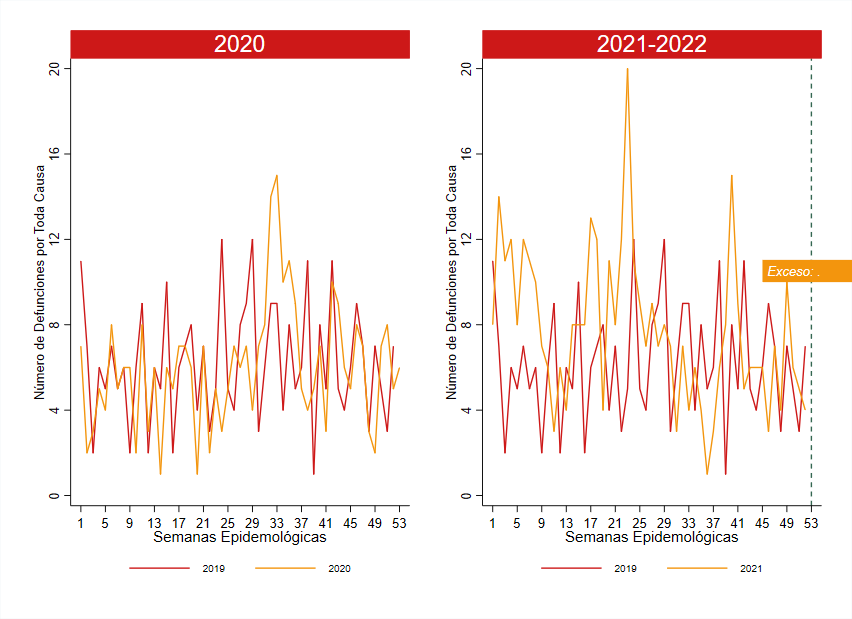 2020
Número de Defunciones por Toda Causa
20
16
12
8
4
0
1 5 9 13 17 21 25 29 33 37 41 45 49 53
Semanas Epidemológicas
2019 2020
2021-2022
Número de Defunciones por Toda Causa
20
16
12
8
4
0
Exceso: .
1 5 9 13 17 21 25 29 33 37 41 45 49 53
Semanas Epidemológicas
2019 2021